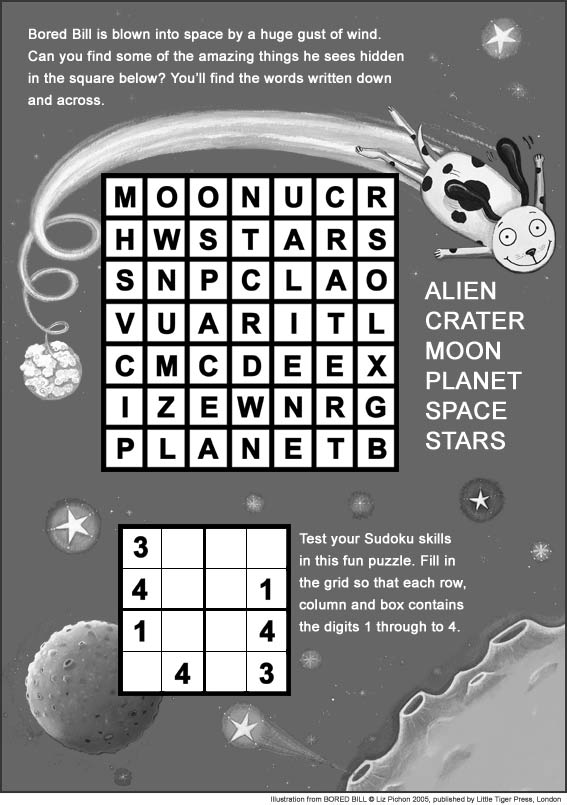 Bored Bill is blown into space by a huge gust of wind.
Can you find some of the amazing things he sees hidden
in the square below? You'll find the words written down
and across.
M O O N U C R
H W S T A R S
S N P C L A O
V U A R I T L
C M C D E E X
I Z E W N R G
P L A N E T B
ALIEN
CRATER
MOON
PLANET
SPACE
STARS
3
4 1
1 4
4 3
Test your Sudoku skills
in this fun puzzle. Fill in
the grid so that each row,
column and box contains
the digits 1 through to 4.
Illustration from BORED BILL © Liz Pichon 2005, published by Little Tiger Press, London